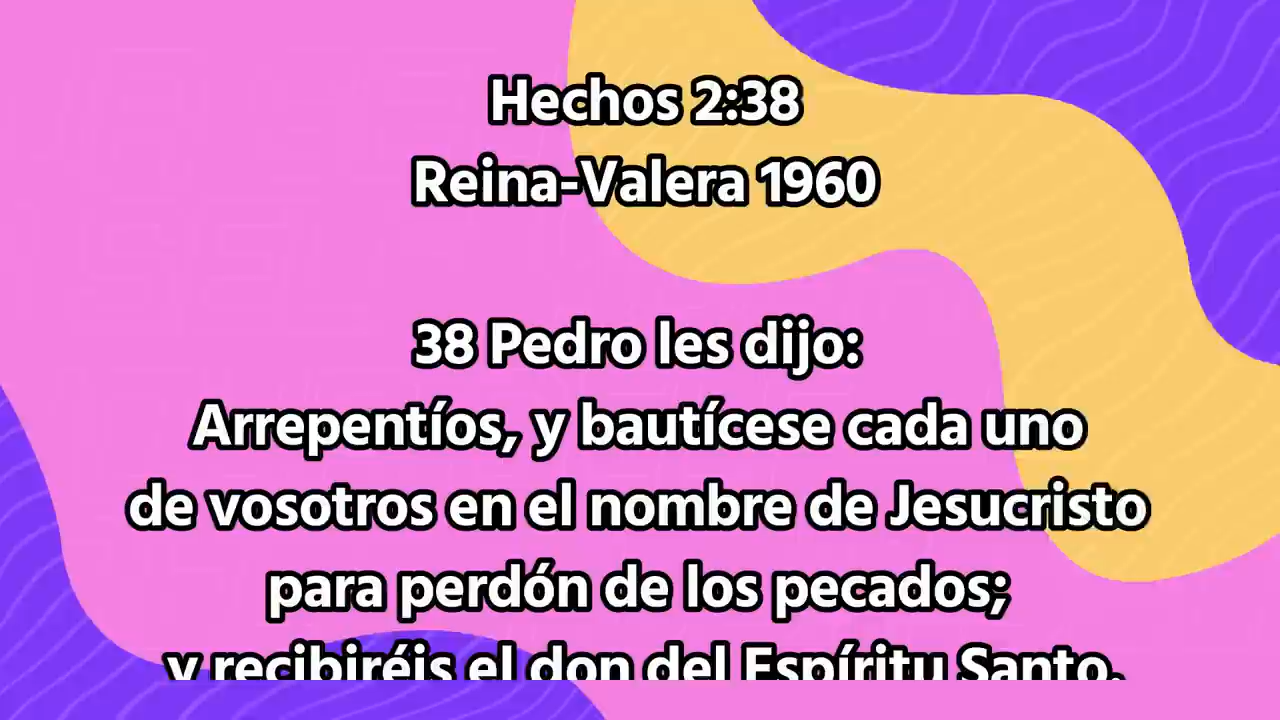 Hechos 2:38
Reina-Valera 1960
38 Pedro les dijo:
Arrepentíos, y bautícese cada uno
de vosotros en el nombre de Jesucristo
para perdón de los pecados;
y recibiréis el don del Espíritu Santo.